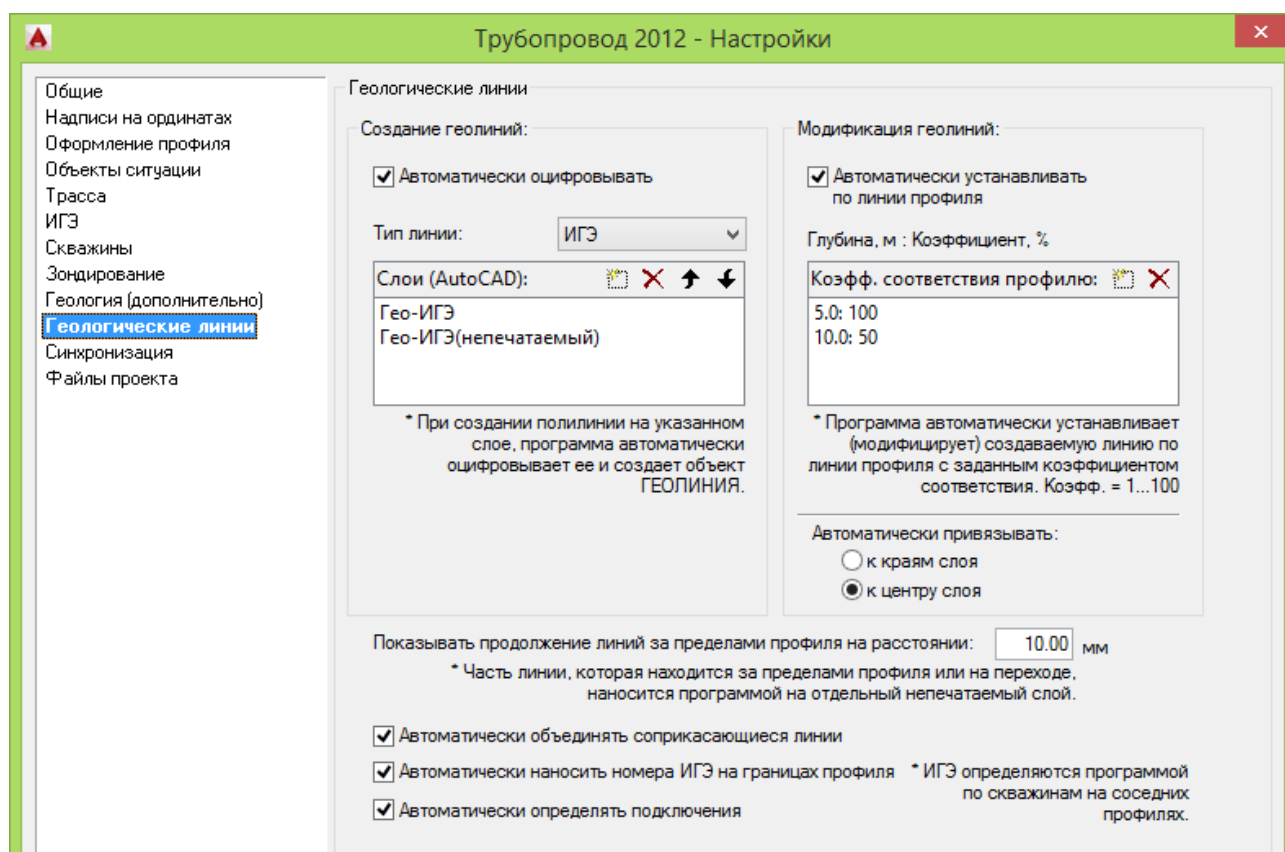 Трубопровод 2012 - Настройки
Общие
Надписи на ординатах
Оформление профиля
Объекты ситуации
Трасса
ИГЭ
Скважины
Зондирование
Геология (дополнительно)
Геологические линии
Синхронизация
Файлы проекта
Геологические линии
Создание геолиний:
Автоматически оцифровывать
Тип линии:
ИГЭ
Слои (AutoCAD):
Гео-ИГЭ
Гео-ИГЭ(непечатаемый)
* При создании полилинии на указанном
слое, программа автоматически
оцифровывает ее и создает объект
ГЕОЛИНИЯ.
Модификация геолиний:
Автоматически устанавливать
по линии профиля
Глубина, м : Коэффициент, %
Коэфф. соответствия профилю:
5.0: 100
10.0: 50
* Программа автоматически устанавливает
(модифицирует) создаваемую линию по
линии профиля с заданным коэффициентом
соответствия. Коэфф. = 1...100
Автоматически привязывать:
к краям слоя
к центру слоя
Показывать продолжение линий за пределами профиля на расстоянии: 10.00 мм
* Часть линии, которая находится за пределами профиля или на переходе,
наносится программой на отдельный непечатаемый слой.
Автоматически объединять соприкасающиеся линии
Автоматически наносить номера ИГЭ на границах профиля
Автоматически определять подключения
* ИГЭ определяются программой
по скважинам на соседних
профилях.